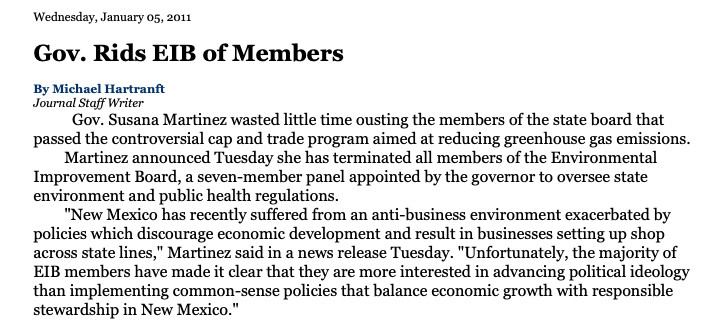 Wednesday, January 05, 2011
Gov. Rids EIB of Members
By Michael Hartranft
Journal Staff Writer
Gov. Susana Martinez wasted little time ousting the members of the state board that
passed the controversial cap and trade program aimed at reducing greenhouse gas emissions.
Martinez announced Tuesday she has terminated all members of the Environmental
Improvement Board, a seven-member panel appointed by the governor to oversee state
environment and public health regulations.
"New Mexico has recently suffered from an anti-business environment exacerbated by
policies which discourage economic development and result in businesses setting up shop
across state lines," Martinez said in a news release Tuesday. "Unfortunately, the majority of
EIB members have made it clear that they are more interested in advancing political ideology
than implementing common-sense policies that balance economic growth with responsible
stewardship in New Mexico."